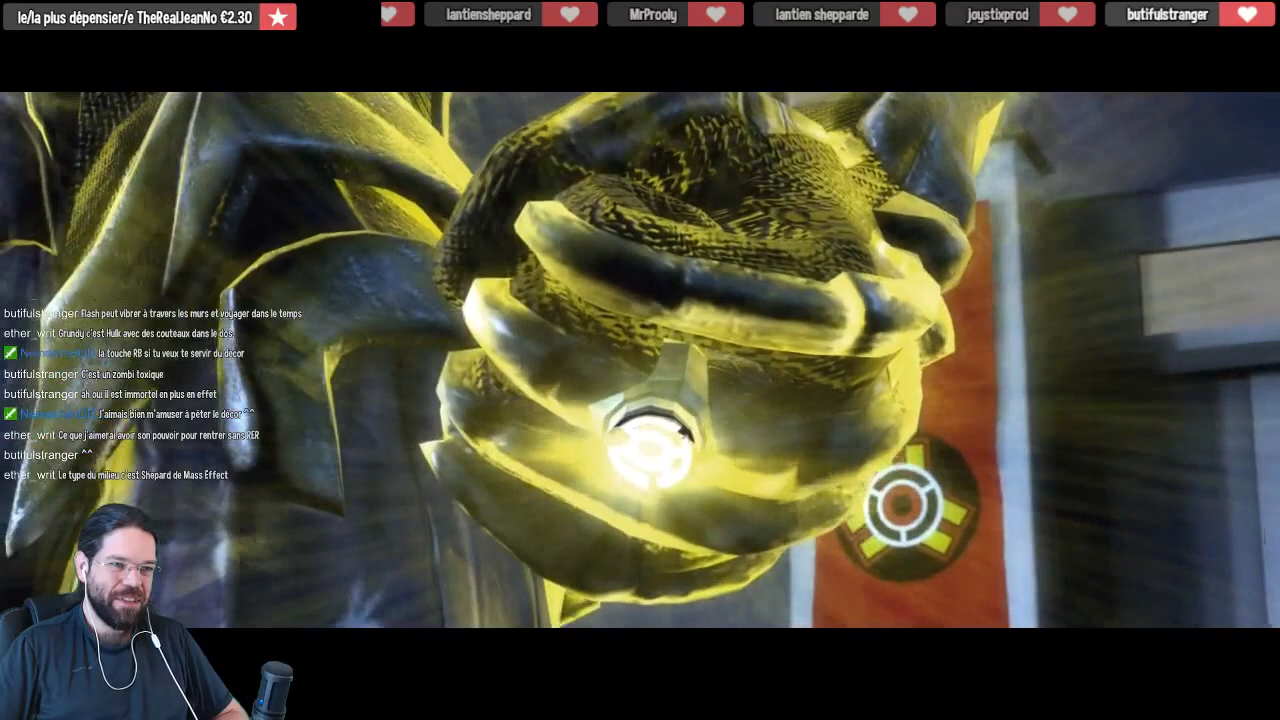 le/la plus dépensier/e TheRealJeanNo €2.30
lantiensheppard
MrProoly
lantien shepparde
joystixprod
butifulstranger
butifulstranger Flash peut vibrer à travers les murs et voyager dans le temps
ether_writ Grundy c'est Hulk avec des couteaux dans le dos
la touche RB si tu veux te servir du décor
butifulstranger C'est un zombi toxique
butifulstranger ah oui il est immortel en plus en effet
J'aimais bien m'amuser à péter le décor ^^
ether_writ Ce que j'aimerai avoir son pouvoir pour rentrer sans RER
butifulstranger ^^
ether_writ Le type du milieu c'est Shepard de Mass Effect